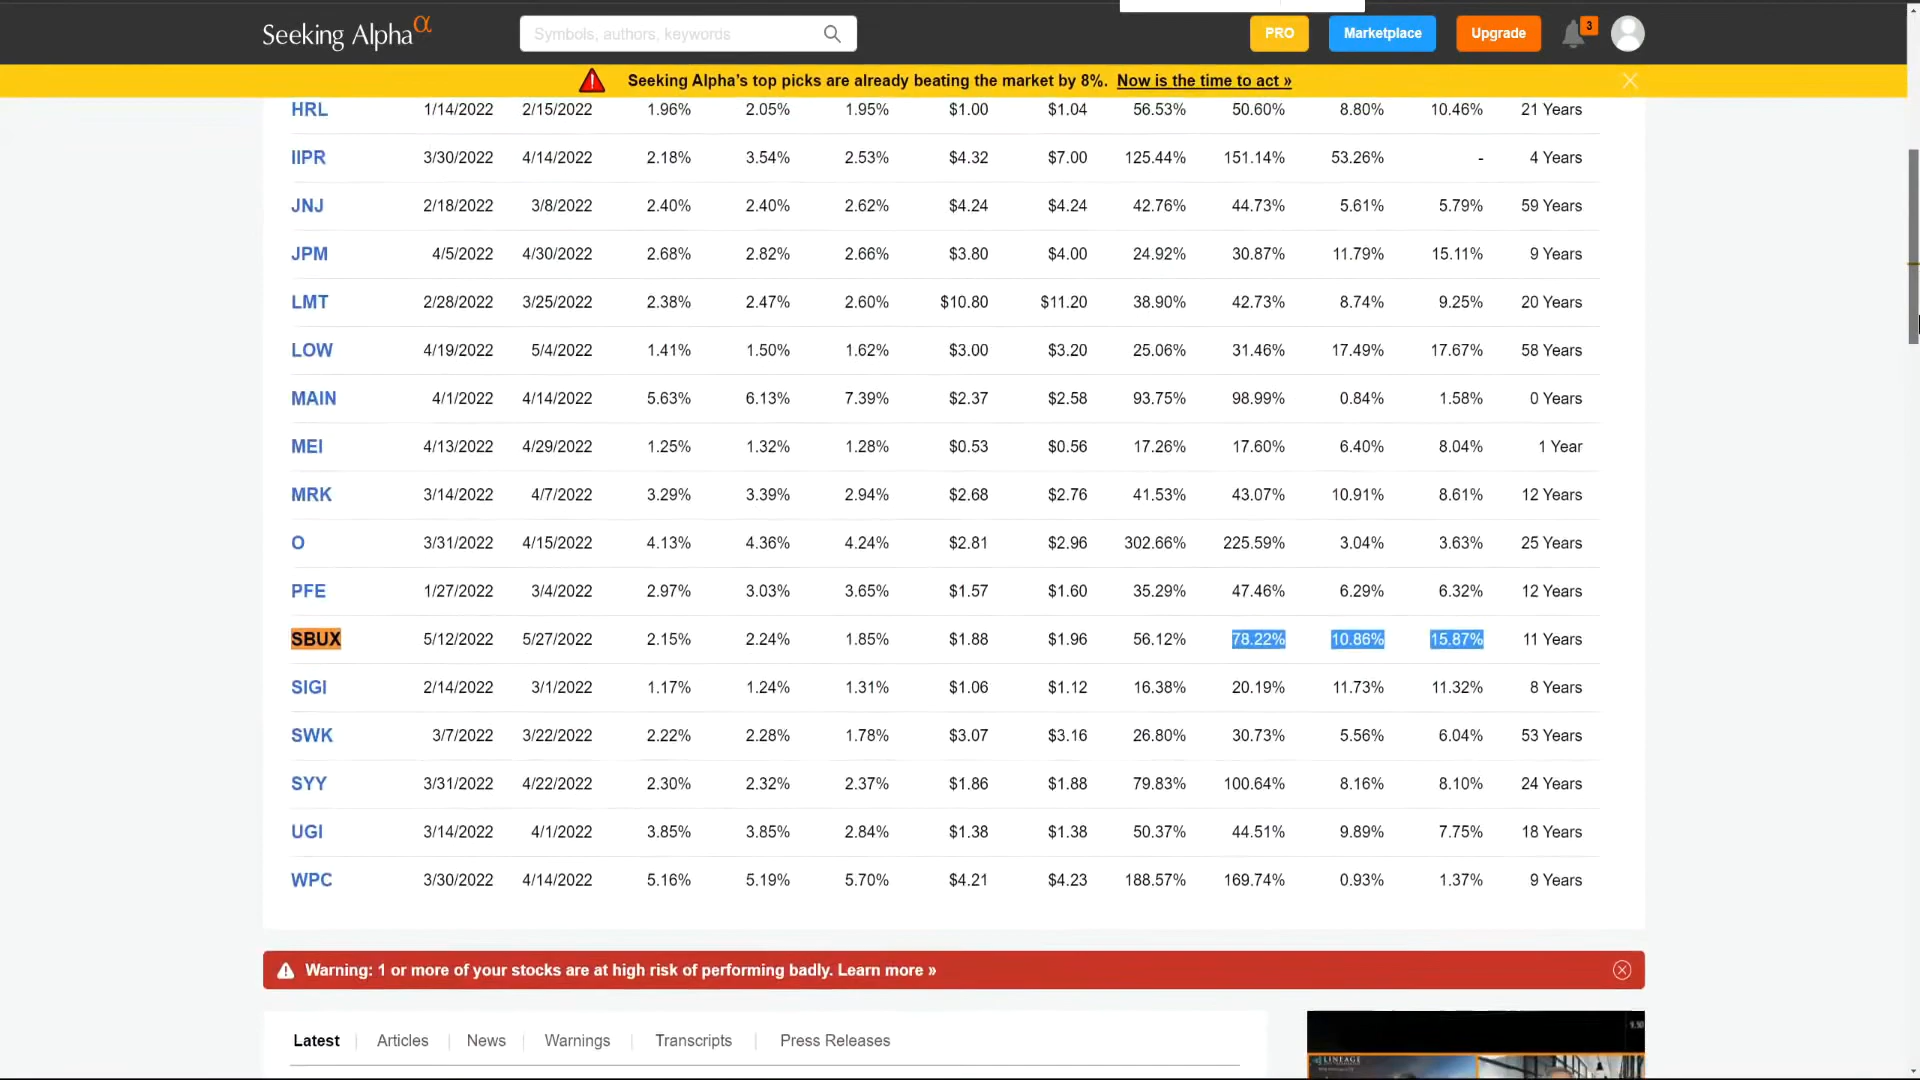 Seeking Alpha α
Symbols, authors, keywords
PRO
Marketplace
Upgrade
3
Seeking Alpha's top picks are already beating the market by 8%. Now is the time to act »
HRL 1/14/2022 2/15/2022 1.96% 2.05% 1.95% $1.00 $1.04 56.53% 50.60% 8.80% 10.46% 21 Years
IIPR 3/30/2022 4/14/2022 2.18% 3.54% 2.53% $4.32 $7.00 125.44% 151.14% 53.26% - 4 Years
JNJ 2/18/2022 3/8/2022 2.40% 2.40% 2.62% $4.24 $4.24 42.76% 44.73% 5.61% 5.79% 59 Years
JPM 4/5/2022 4/30/2022 2.68% 2.82% 2.66% $3.80 $4.00 24.92% 30.87% 11.79% 15.11% 9 Years
LMT 2/28/2022 3/25/2022 2.38% 2.47% 2.60% $10.80 $11.20 38.90% 42.73% 8.74% 9.25% 20 Years
LOW 4/19/2022 5/4/2022 1.41% 1.50% 1.62% $3.00 $3.20 25.06% 31.46% 17.49% 17.67% 58 Years
MAIN 4/1/2022 4/14/2022 5.63% 6.13% 7.39% $2.37 $2.58 93.75% 98.99% 0.84% 1.58% 0 Years
MEI 4/13/2022 4/29/2022 1.25% 1.32% 1.28% $0.53 $0.56 17.26% 17.60% 6.40% 8.04% 1 Year
MRK 3/14/2022 4/7/2022 3.29% 3.39% 2.94% $2.68 $2.76 41.53% 43.07% 10.91% 8.61% 12 Years
O 3/31/2022 4/15/2022 4.13% 4.36% 4.24% $2.81 $2.96 302.66% 225.59% 3.04% 3.63% 25 Years
PFE 1/27/2022 3/4/2022 2.97% 3.03% 3.65% $1.57 $1.60 35.29% 47.46% 6.29% 6.32% 12 Years
SBUX 5/12/2022 5/27/2022 2.15% 2.24% 1.85% $1.88 $1.96 56.12% 78.22% 10.86% 15.87% 11 Years
SIGI 2/14/2022 3/1/2022 1.17% 1.24% 1.31% $1.06 $1.12 16.38% 20.19% 11.73% 11.32% 8 Years
SWK 3/7/2022 3/22/2022 2.22% 2.28% 1.78% $3.07 $3.16 26.80% 30.73% 5.56% 6.04% 53 Years
SYY 3/31/2022 4/22/2022 2.30% 2.32% 2.37% $1.86 $1.88 79.83% 100.64% 8.16% 8.10% 24 Years
UGI 3/14/2022 4/1/2022 3.85% 3.85% 2.84% $1.38 $1.38 50.37% 44.51% 9.89% 7.75% 18 Years
WPC 3/30/2022 4/14/2022 5.16% 5.19% 5.70% $4.21 $4.23 188.57% 169.74% 0.93% 1.37% 9 Years
Warning: 1 or more of your stocks are at high risk of performing badly. Learn more »
Latest | Articles | News | Warnings | Transcripts | Press Releases
LINEAGE